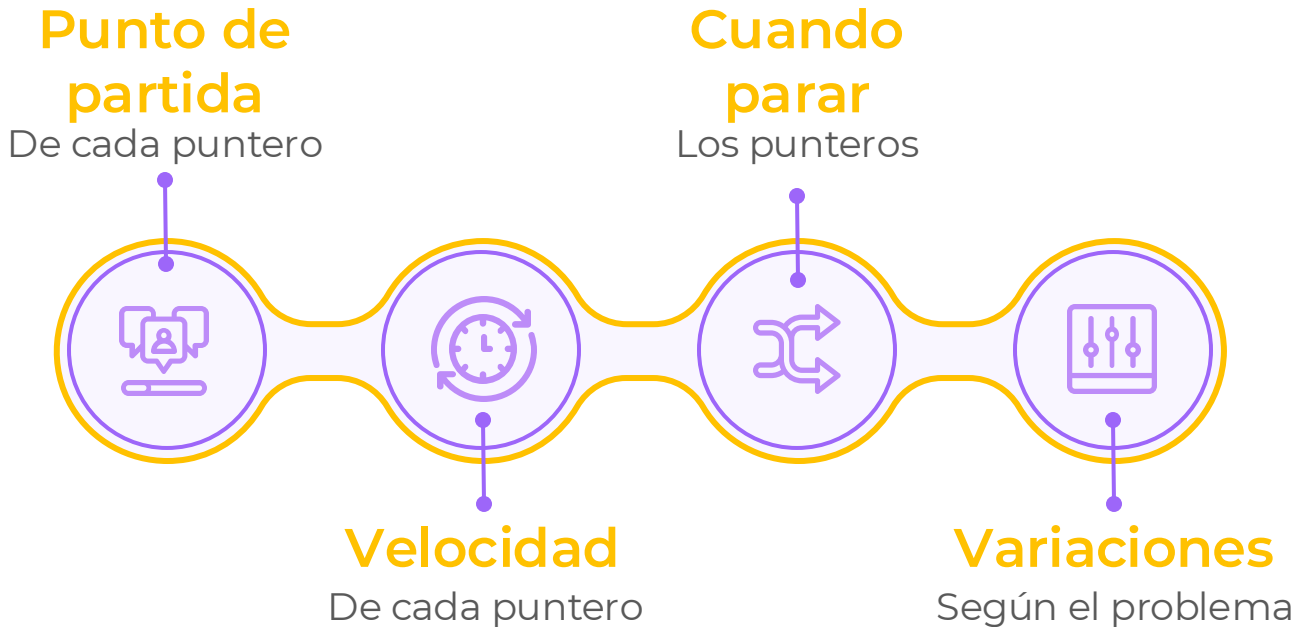 Punto de
partida
De cada puntero
Velocidad
De cada puntero
Cuando
parar
Los punteros
Variaciones
Según el problema